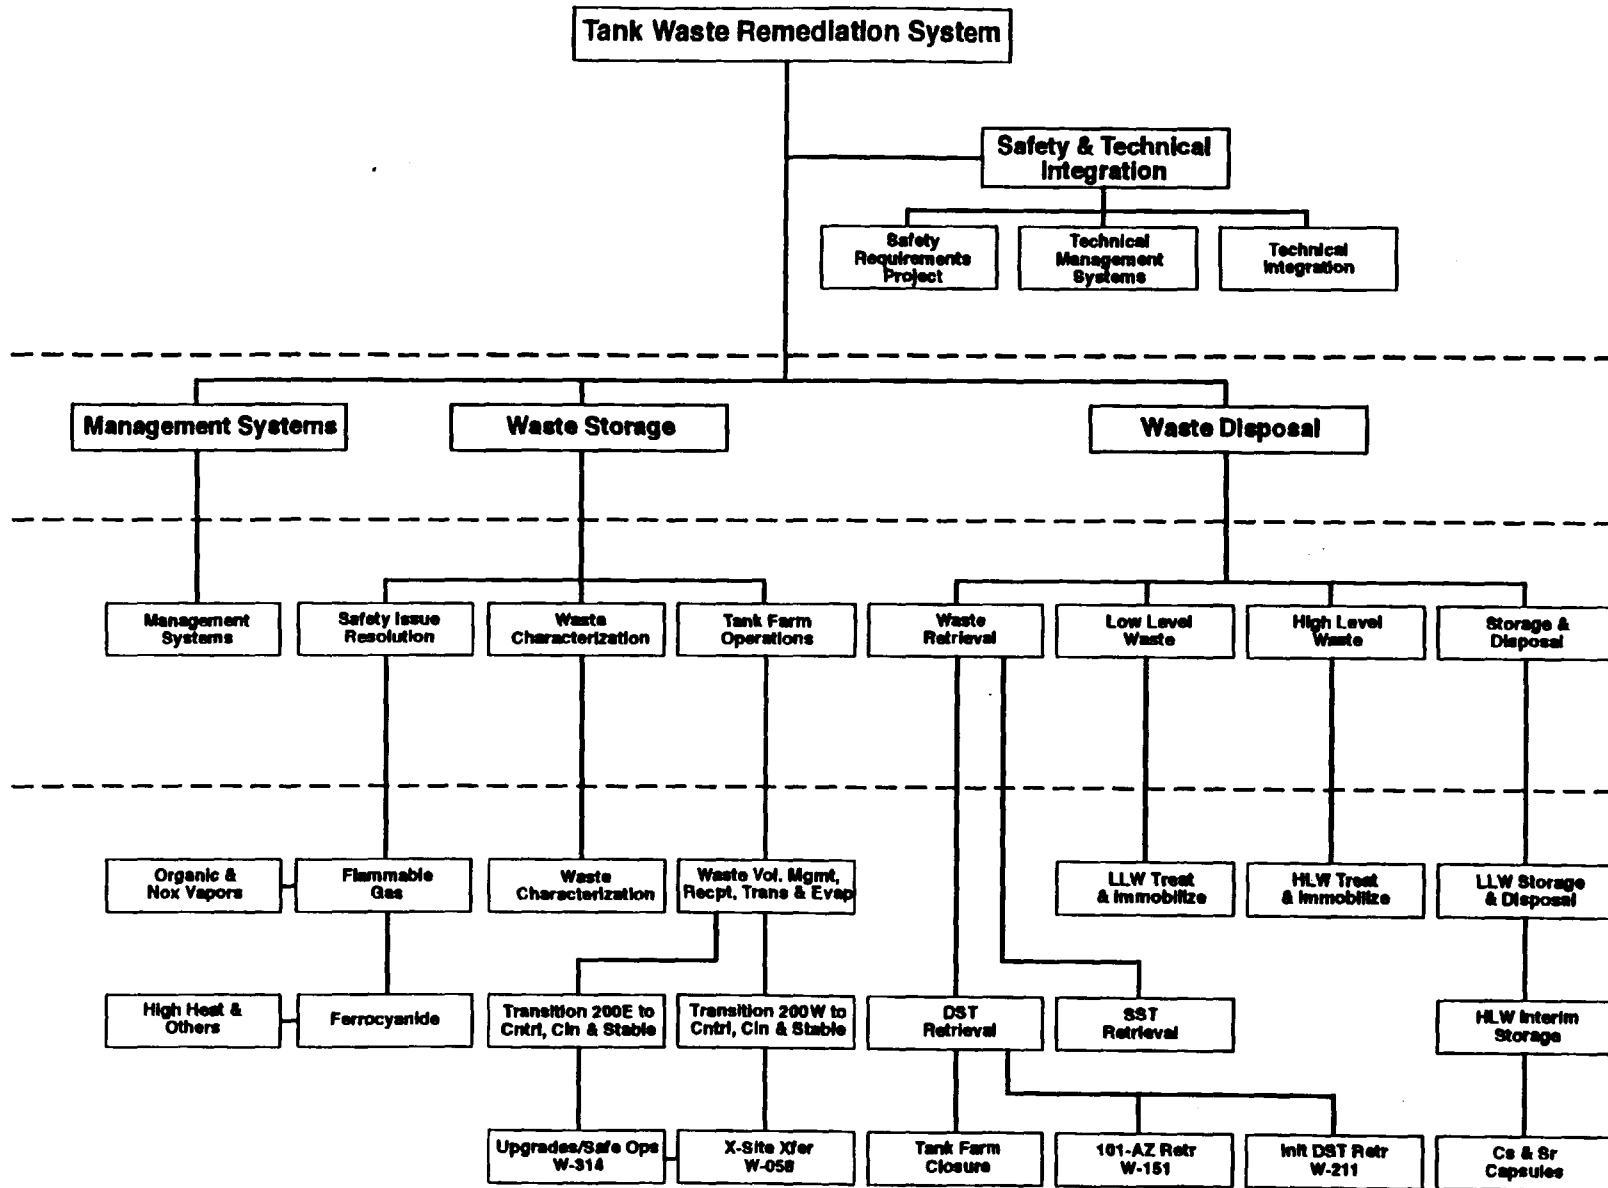 Tank Waste Remediation System
Safety & Technical
Integration
Safety
Requirements
Project
Technical
Management
Systems
Technical
Integration
Management Systems
Waste Storage
Waste Disposal
Management
Systems
Safety Issue
Resolution
Waste
Characterization
Tank Farm
Operations
Waste
Retrieval
Low Level
Waste
High Level
Waste
Storage &
Disposal
Organic &
Nox Vapors
Flammable
Gas
Waste
Characterization
Waste Vol. Mgmt,
Recpt, Trans & Evap
LLW Treat
& Immobilize
HLW Treat
& Immobilize
LLW Storage
& Disposal
High Heat &
Others
Ferrocyanide
Transition 200E to
Cntrl, Cln & Stable
Transition 200W to
Cntrl, Cln & Stable
DST
Retrieval
SST
Retrieval
HLW Interim
Storage
Upgrades/Safe Ops
W-314
X-Site Xfer
W-058
Tank Farm
Closure
101-AZ Retr
W-151
Init DST Retr
W-211
Cs & Sr
Capsules